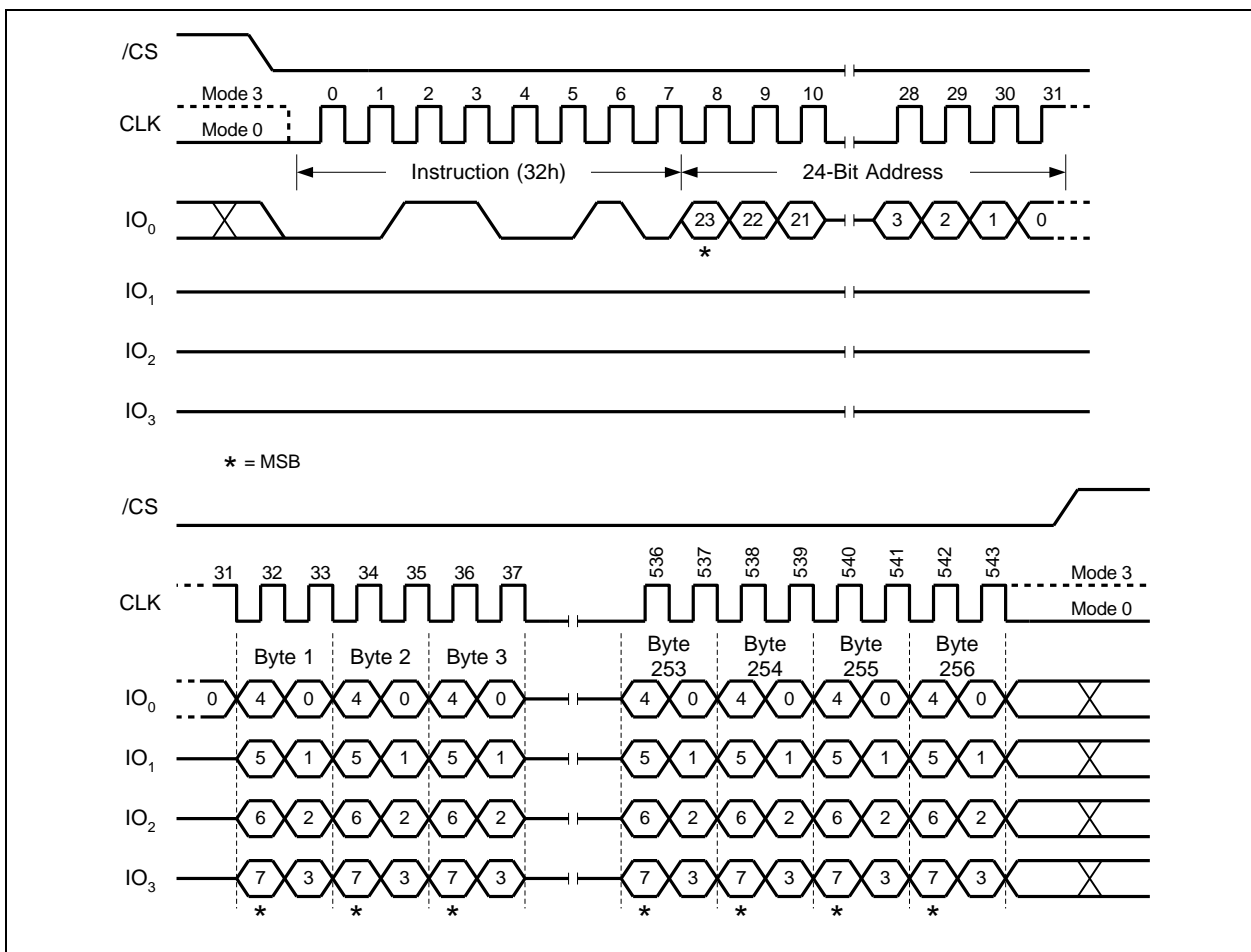 /CS
Mode 3 0 1 2 3 4 5 6 7 8 9 10 28 29 30 31
CLK Mode 0
Instruction (32h) 24-Bit Address
IO0 23 22 21 3 2 1 0
*
IO1
IO2
IO3
* = MSB
/CS
31 32 33 34 35 36 37 536 537 538 539 540 541 542 543 Mode 3
CLK Mode 0
Byte 1 Byte 2 Byte 3 Byte 253 Byte 254 Byte 255 Byte 256
IO0 0 4 0 4 0 4 0 4 0 4 0 4 0 4 0
IO1 5 1 5 1 5 1 5 1 5 1 5 1 5 1
IO2 6 2 6 2 6 2 6 2 6 2 6 2 6 2
IO3 7 3 7 3 7 3 7 3 7 3 7 3 7 3
* * * * * * *